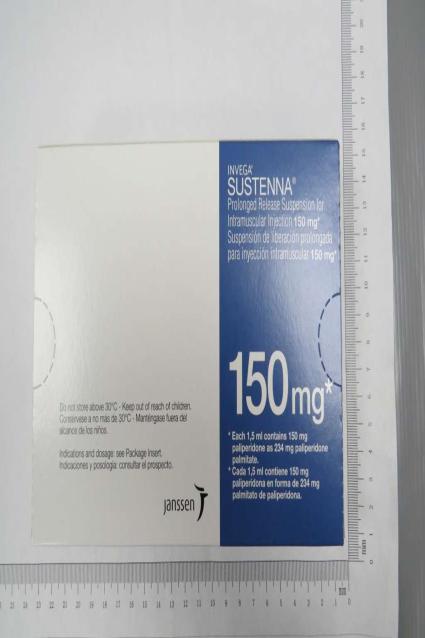 INVEGA®
SUSTENNA®
Prolonged Release Suspension for
Intramuscular Injection 150 mg*
Suspensión de liberación prolongada
para inyección intramuscular 150 mg*
150 mg*
* Each 1,5 ml contains 150 mg
paliperidone as 234 mg paliperidone
palmitate.
* Cada 1,5 ml contiene 150 mg
paliperidona en forma de 234 mg
palmitato de paliperidona.
Do not store above 30°C - Keep out of reach of children.
Consérvese a no más de 30°C - Manténgase fuera del
alcance de los niños.
Indications and dosage: see Package Insert.
Indicaciones y posología: consultar el prospecto.
janssen